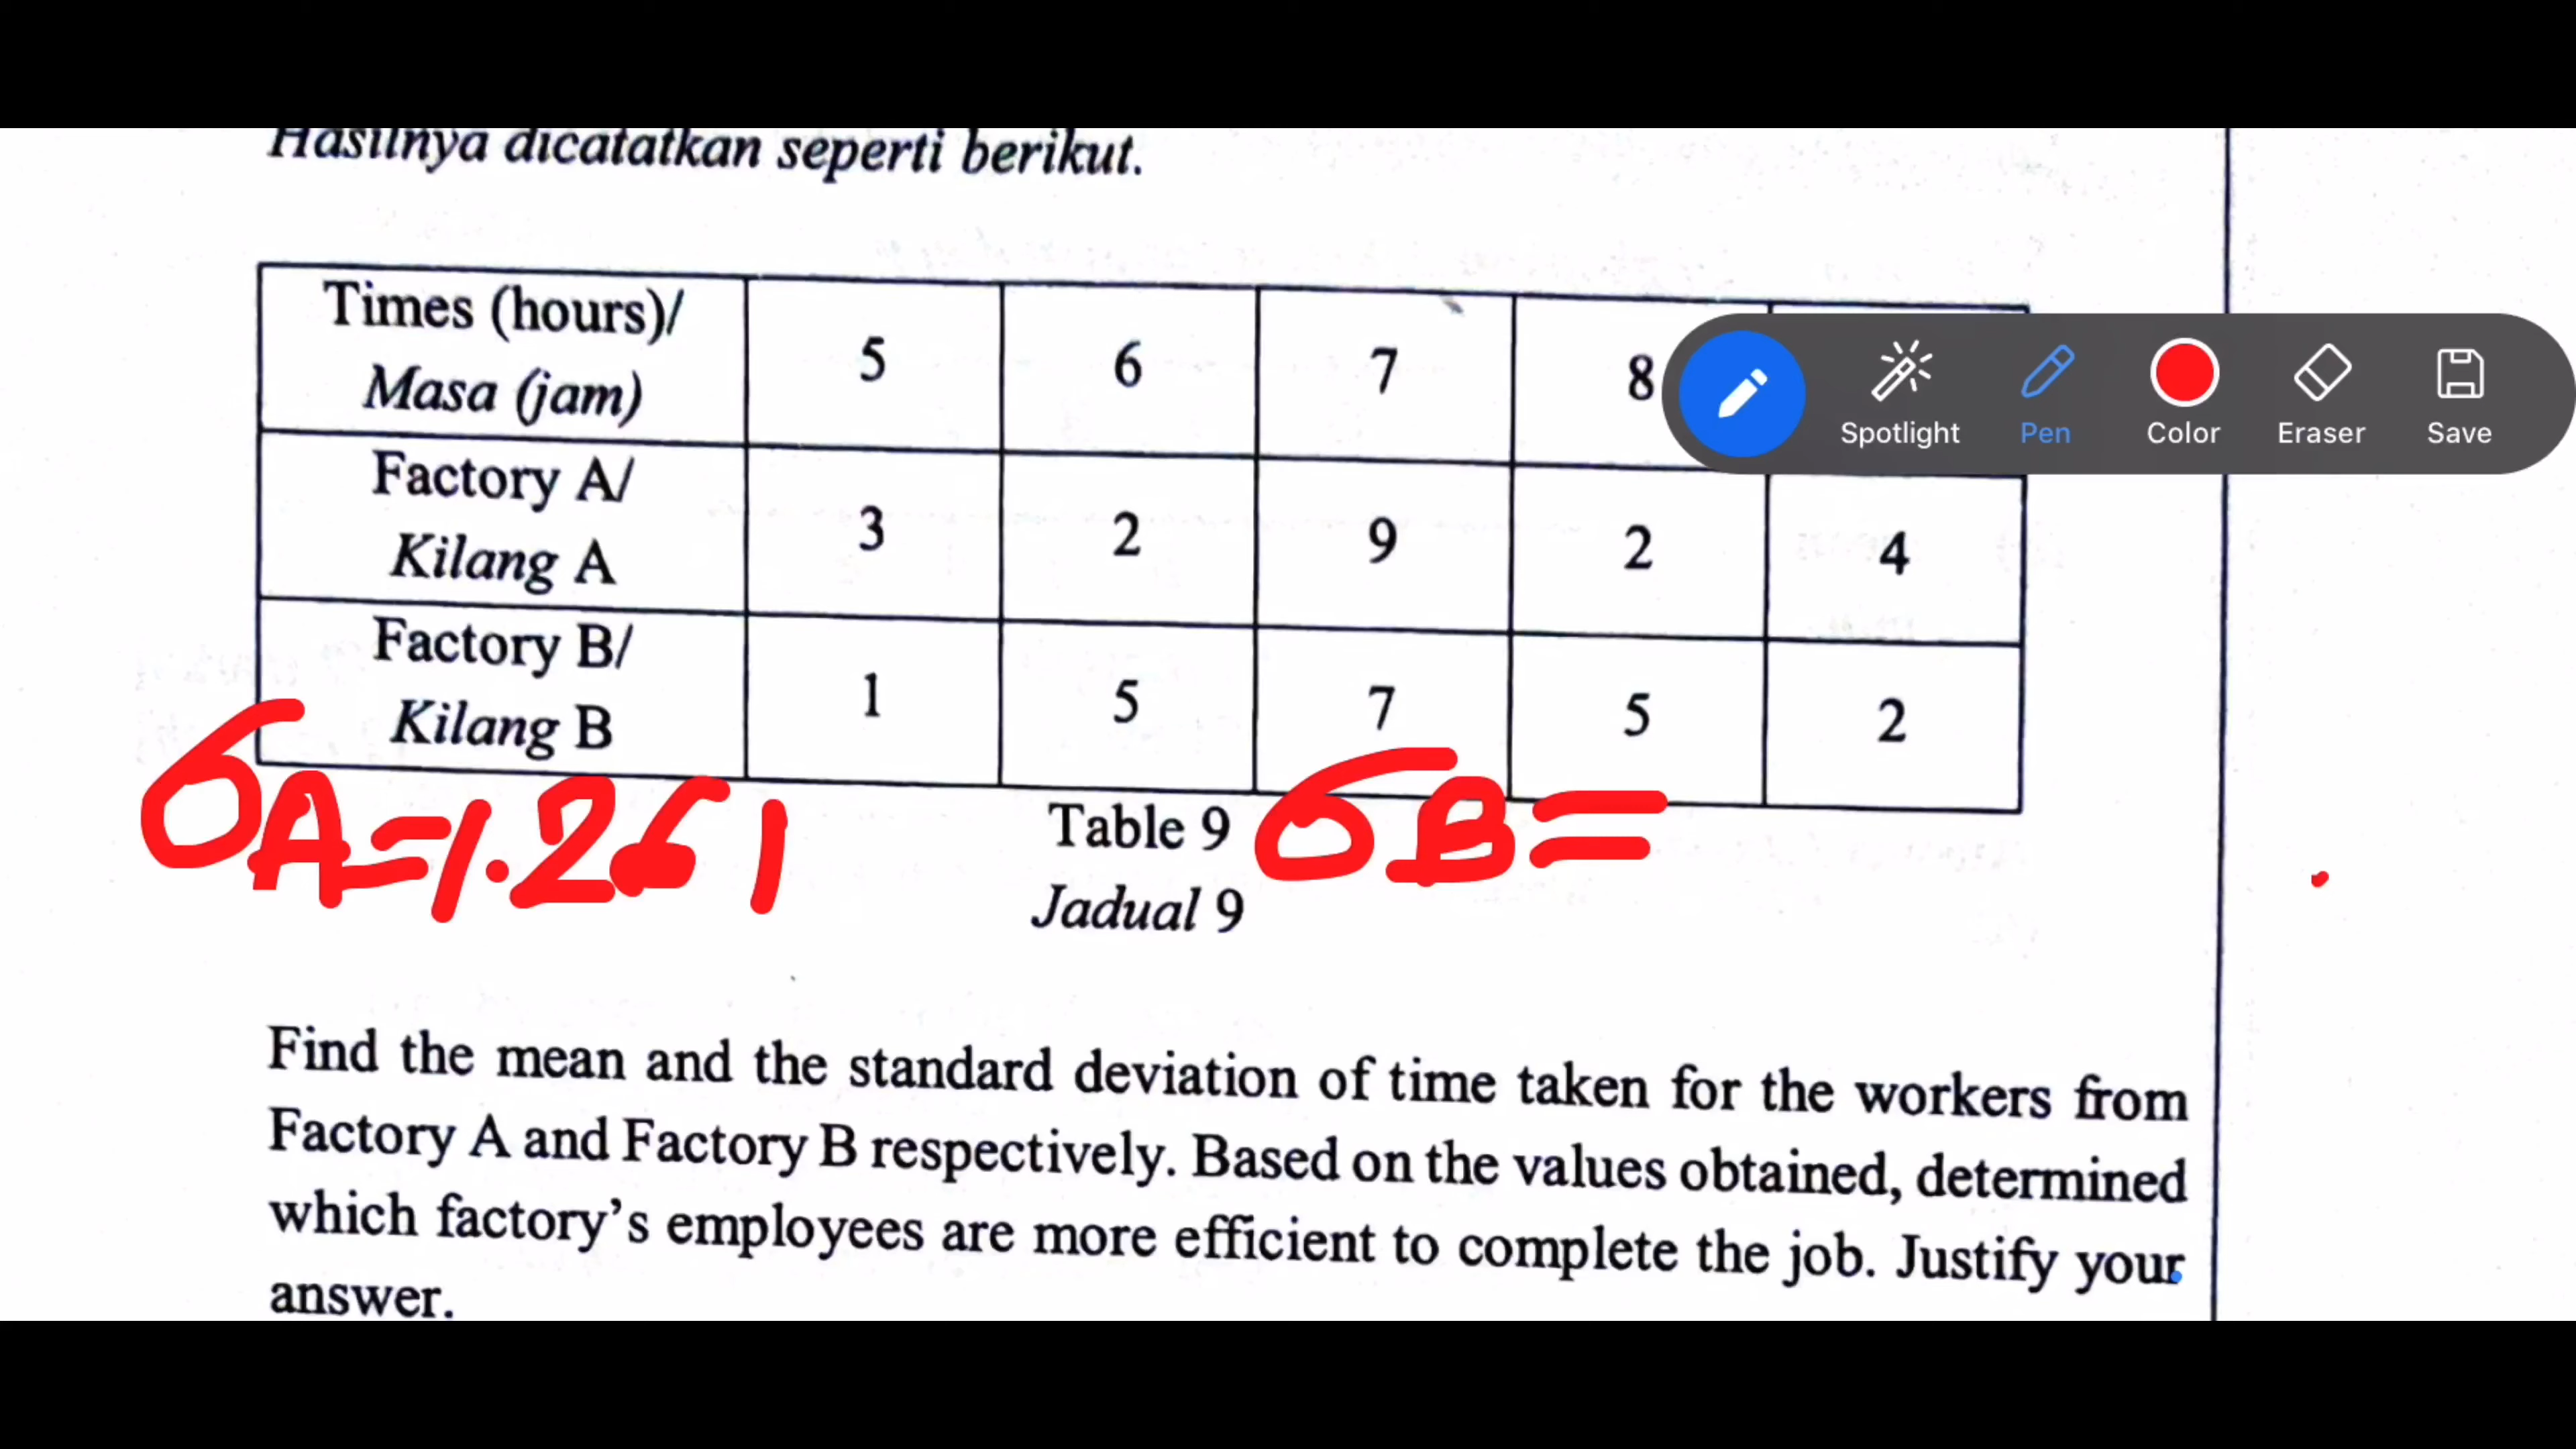 Hasilnya dicatatkan seperti berikut.
Times (hours)/
Masa (jam)
5
6
7
8
Spotlight
Pen
Color
Eraser
Save
Factory A/
Kilang A
3
2
9
2
4
Factory B/
Kilang B
1
5
7
5
2
σA=1.261
σB=
Table 9
Jadual 9
Find the mean and the standard deviation of time taken for the workers from
Factory A and Factory B respectively. Based on the values obtained, determined
which factory's employees are more efficient to complete the job. Justify your
answer.